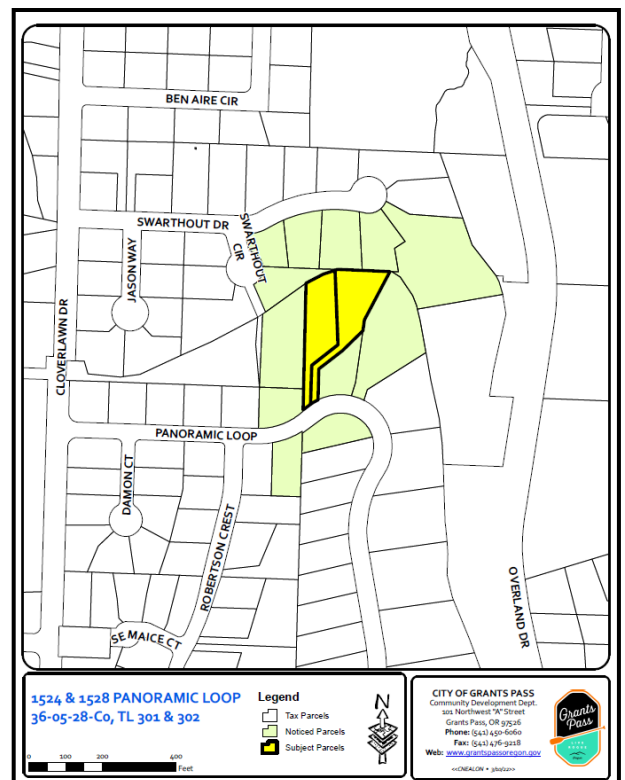 BEN AIRE CIR
SWARTHOUT DR
SWARTHOUT
CIR
JASON WAY
CLOVERLAWN DR
PANORAMIC LOOP
DAMON CT
ROBERTSON CREST
OVERLAND DR
SE MAICE CT
1524 & 1528 PANORAMIC LOOP
36-05-28-C0, TL 301 & 302
0 100 200 400
Feet
Legend
Tax Parcels
Noticed Parcels
Subject Parcels
N
CITY OF GRANTS PASS
Community Development Dept.
101 Northwest "A" Street
Grants Pass, OR 97526
Phone: (541) 450-6060
Fax: (541) 476-9218
Web: www.grantspassoregon.gov
Grants
Pass